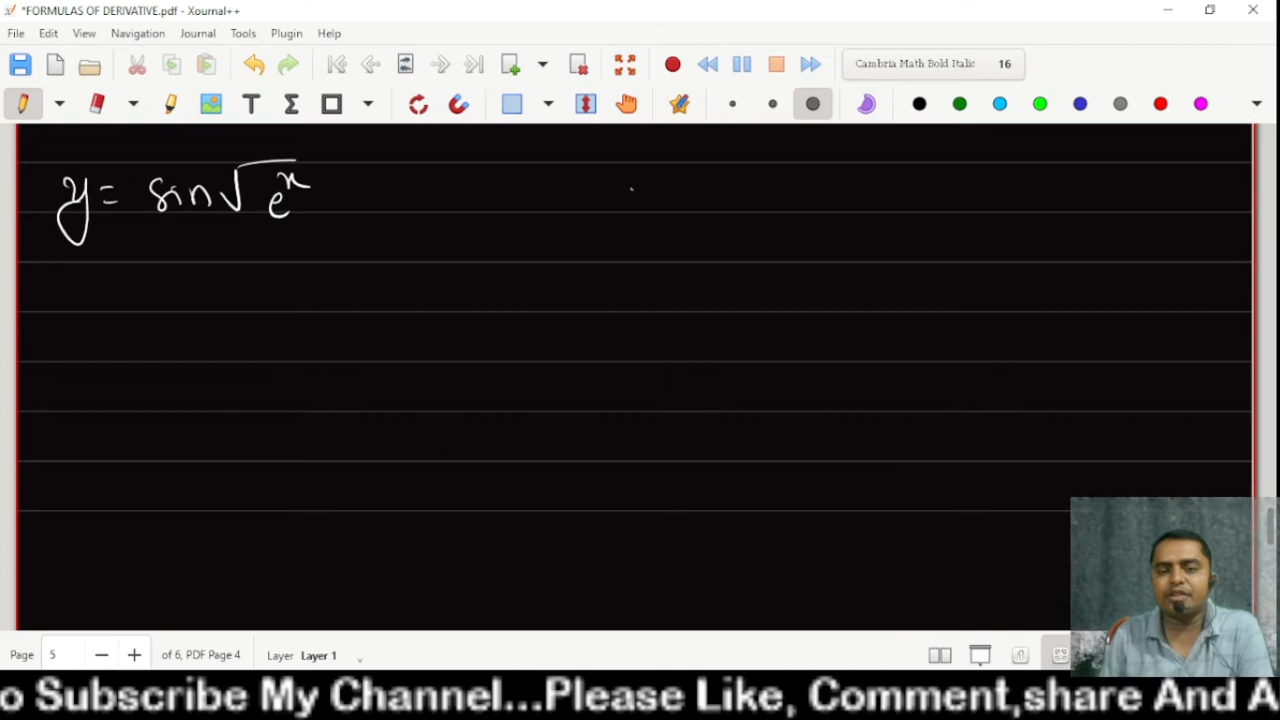 *FORMULAS OF DERIVATIVE.pdf - Xournal++
File Edit View Navigation Journal Tools Plugin Help
Cambria Math Bold Italic 16
y = sin√e^x
Page 5 of 6, PDF Page 4 Layer Layer 1
o Subscribe My Channel...Please Like, Comment,share And A